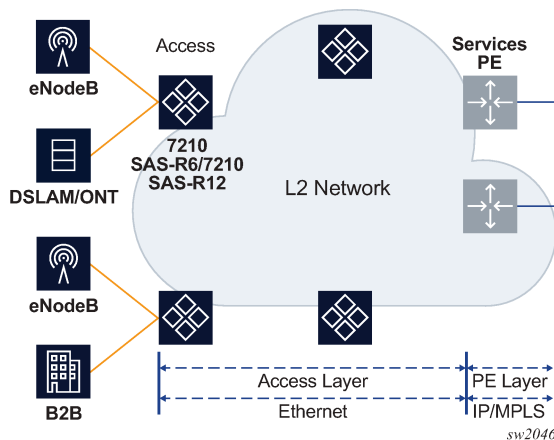 Access
Services
PE
eNodeB
7210
SAS-R6/7210
SAS-R12
DSLAM/ONT
L2 Network
eNodeB
B2B
Access Layer
PE Layer
Ethernet
IP/MPLS
sw2046